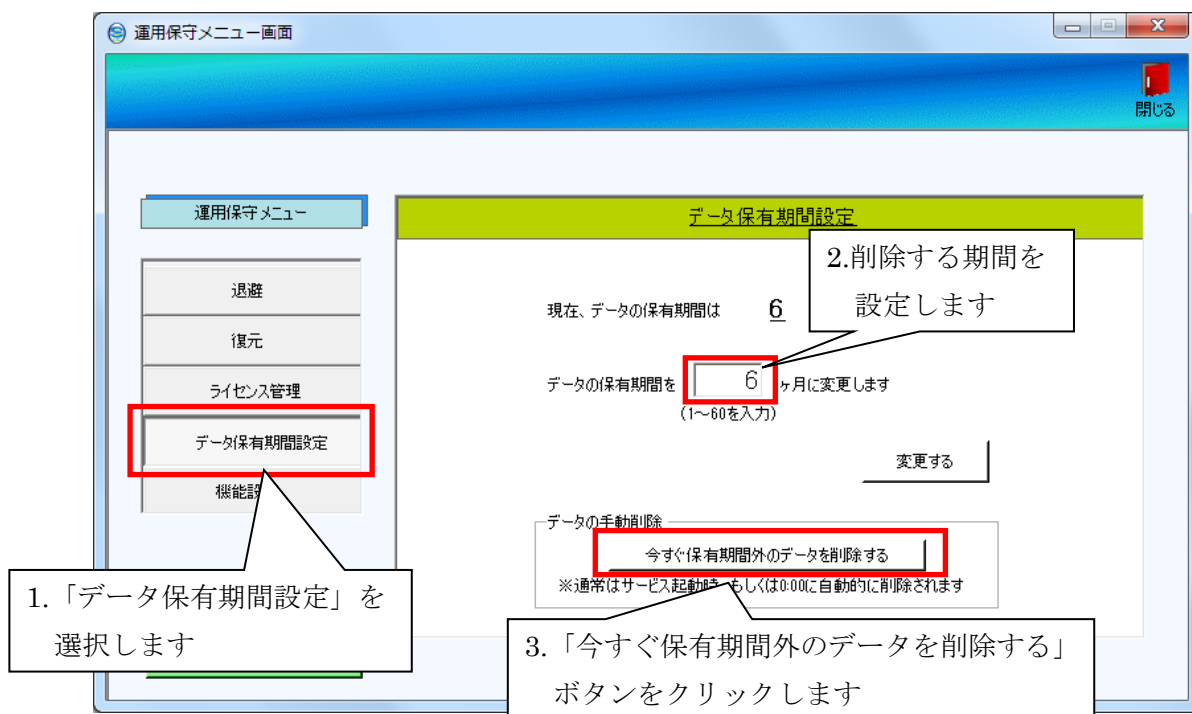 運用保守メニュー画面
閉じる
運用保守メニュー
退避
復元
ライセンス管理
データ保有期間設定
データ保有期間設定
現在、データの保有期間は 6
データの保有期間を 6 ヶ月に変更します
(1～60を入力)
変更する
データの手動削除
今すぐ保有期間外のデータを削除する
※通常はサービス起動時、もしくは0:00に自動的に削除されます
1.「データ保有期間設定」を
選択します
2.削除する期間を
設定します
3.「今すぐ保有期間外のデータを削除する」
ボタンをクリックします